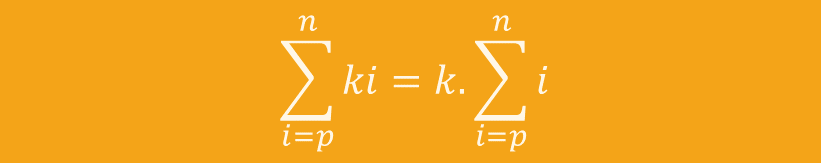 n n
∑ ki = k. ∑ i
i=p i=p